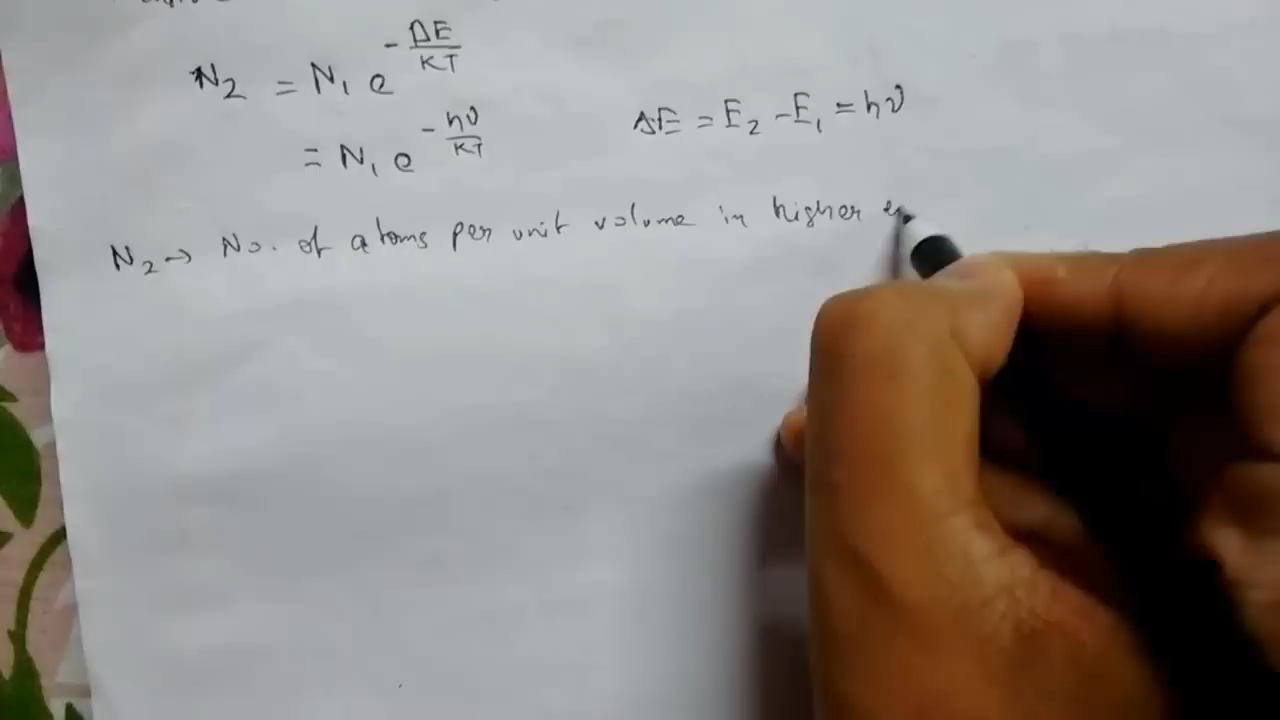 N₂ = N₁ e^(-ΔE/KT)
= N₁ e^(-hν/KT)
ΔE = E₂ - E₁ = hν
N₂ → No. of atoms per unit volume in higher